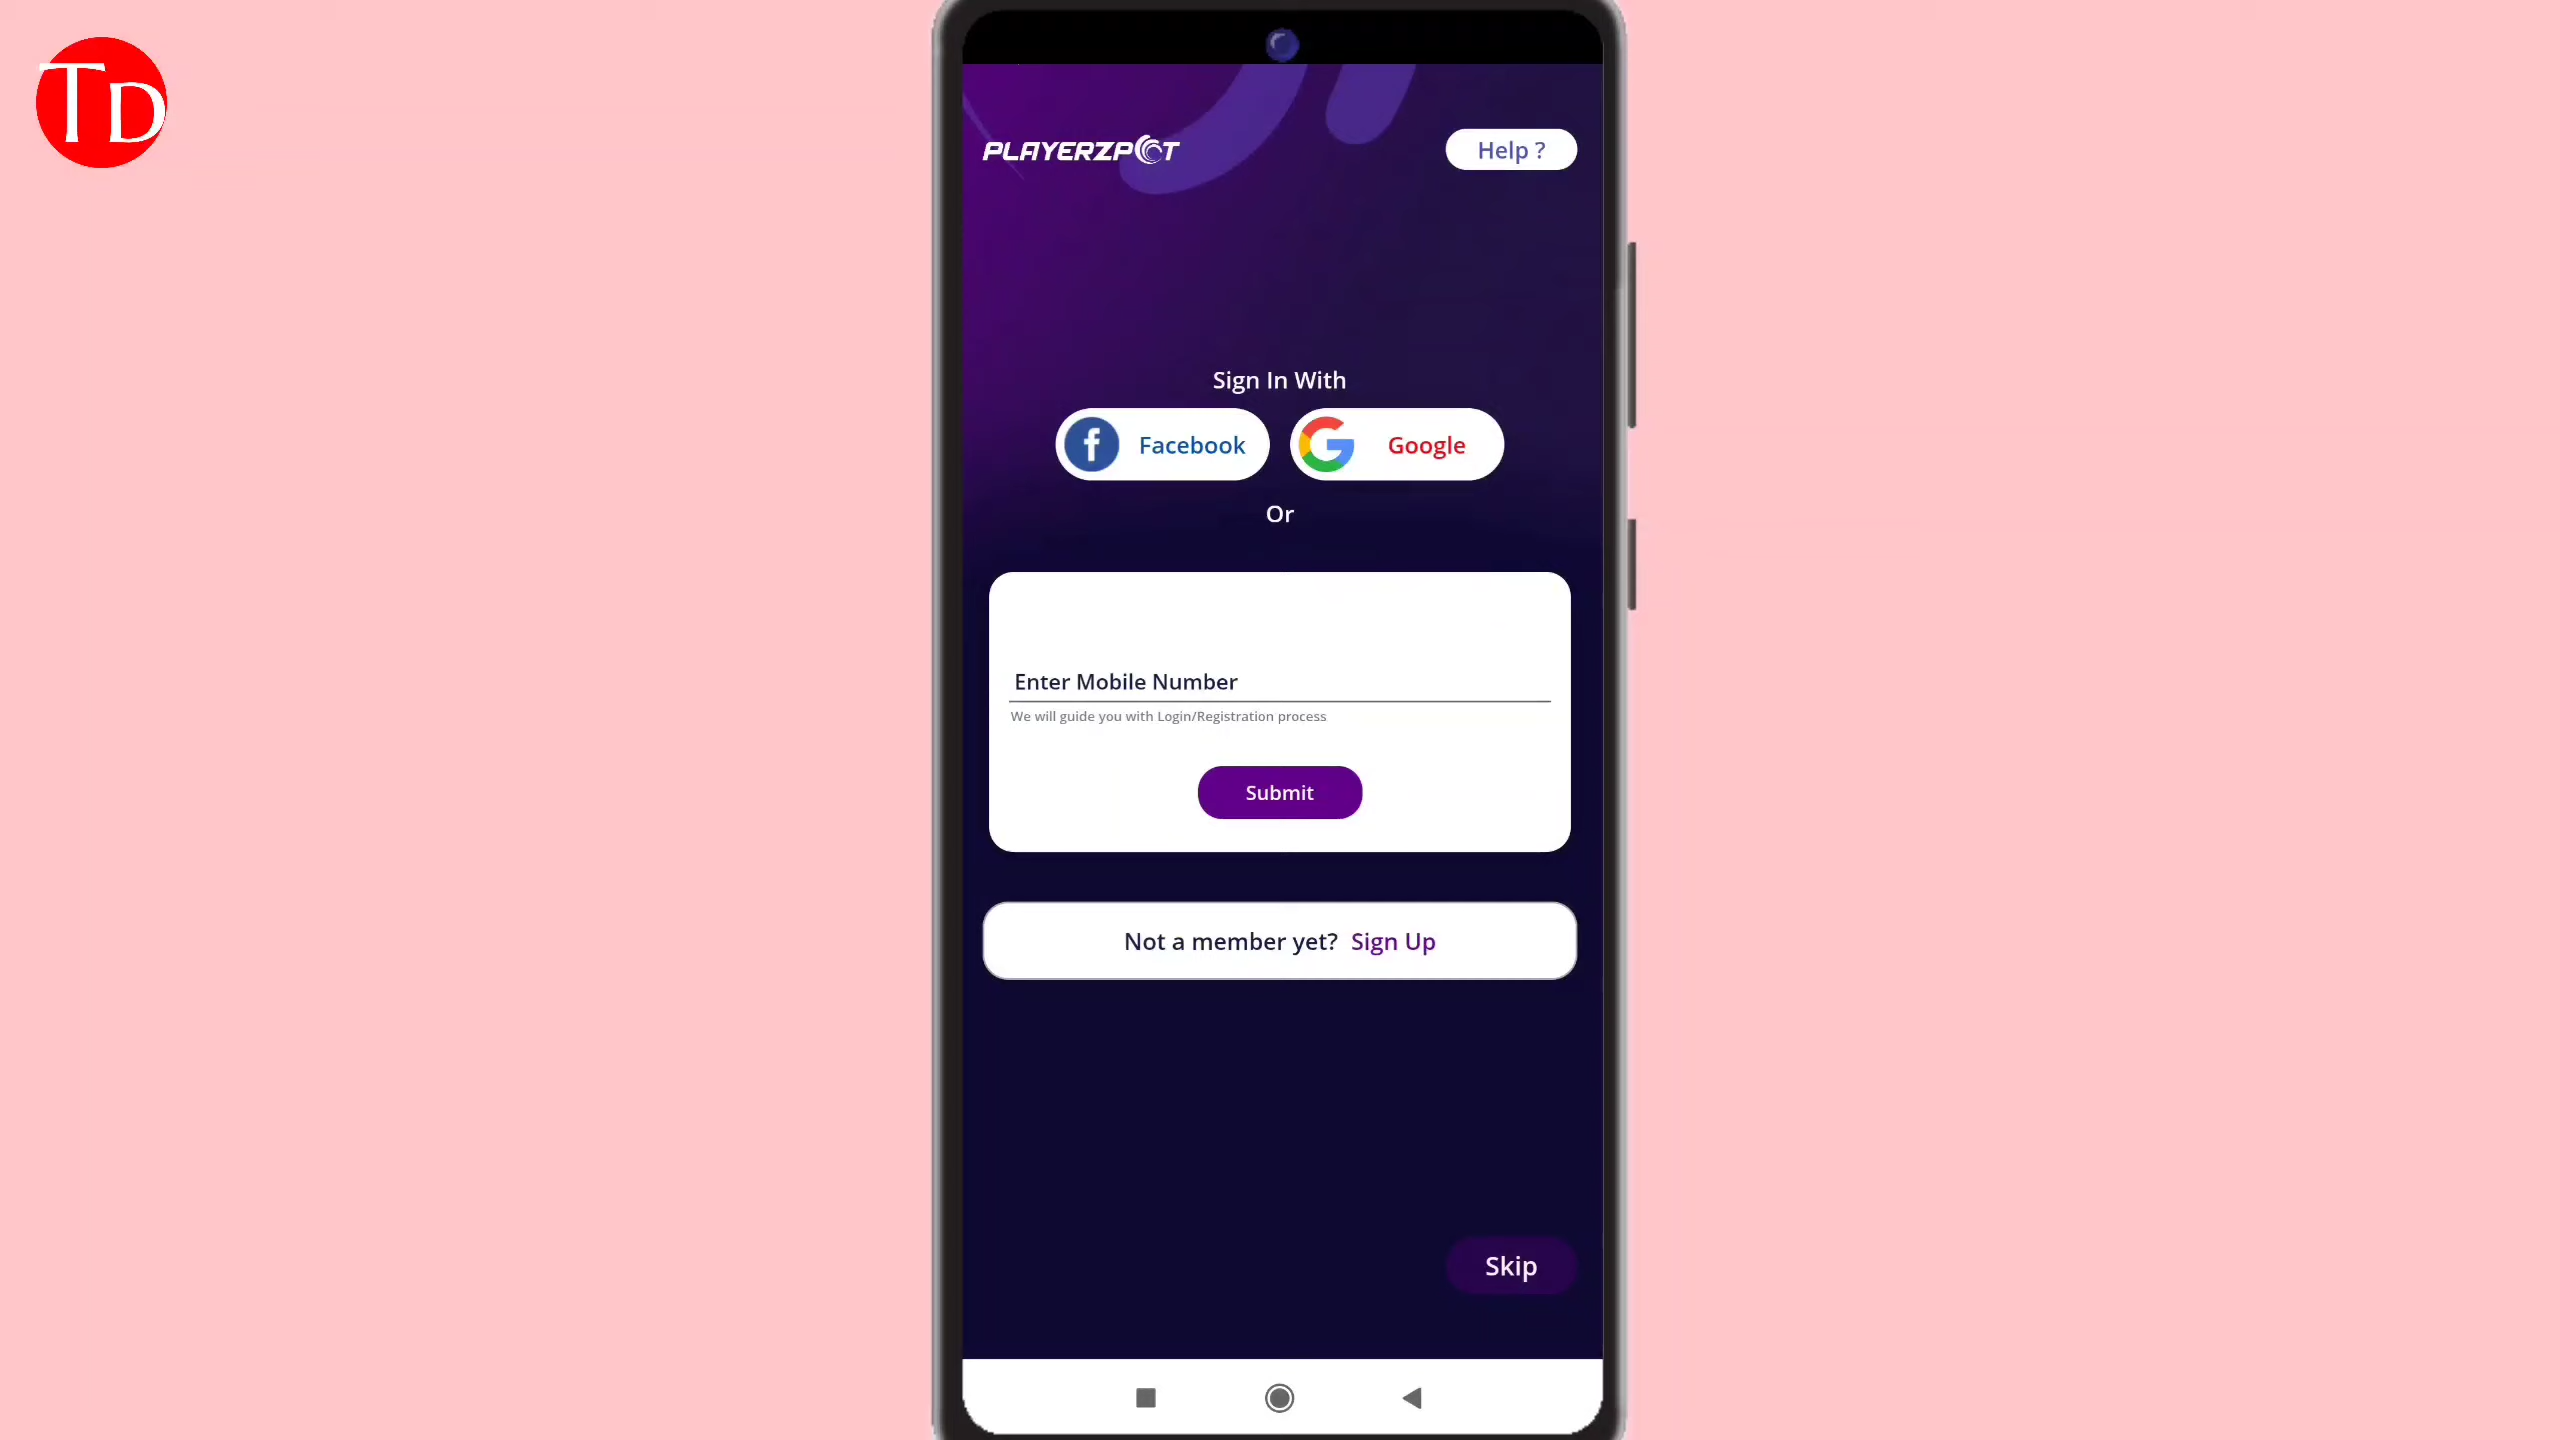 TD
PLAYERZPOT
Help ?
Sign In With
Facebook
Google
Or
Enter Mobile Number
We will guide you with Login/Registration process
Submit
Not a member yet? Sign Up
Skip